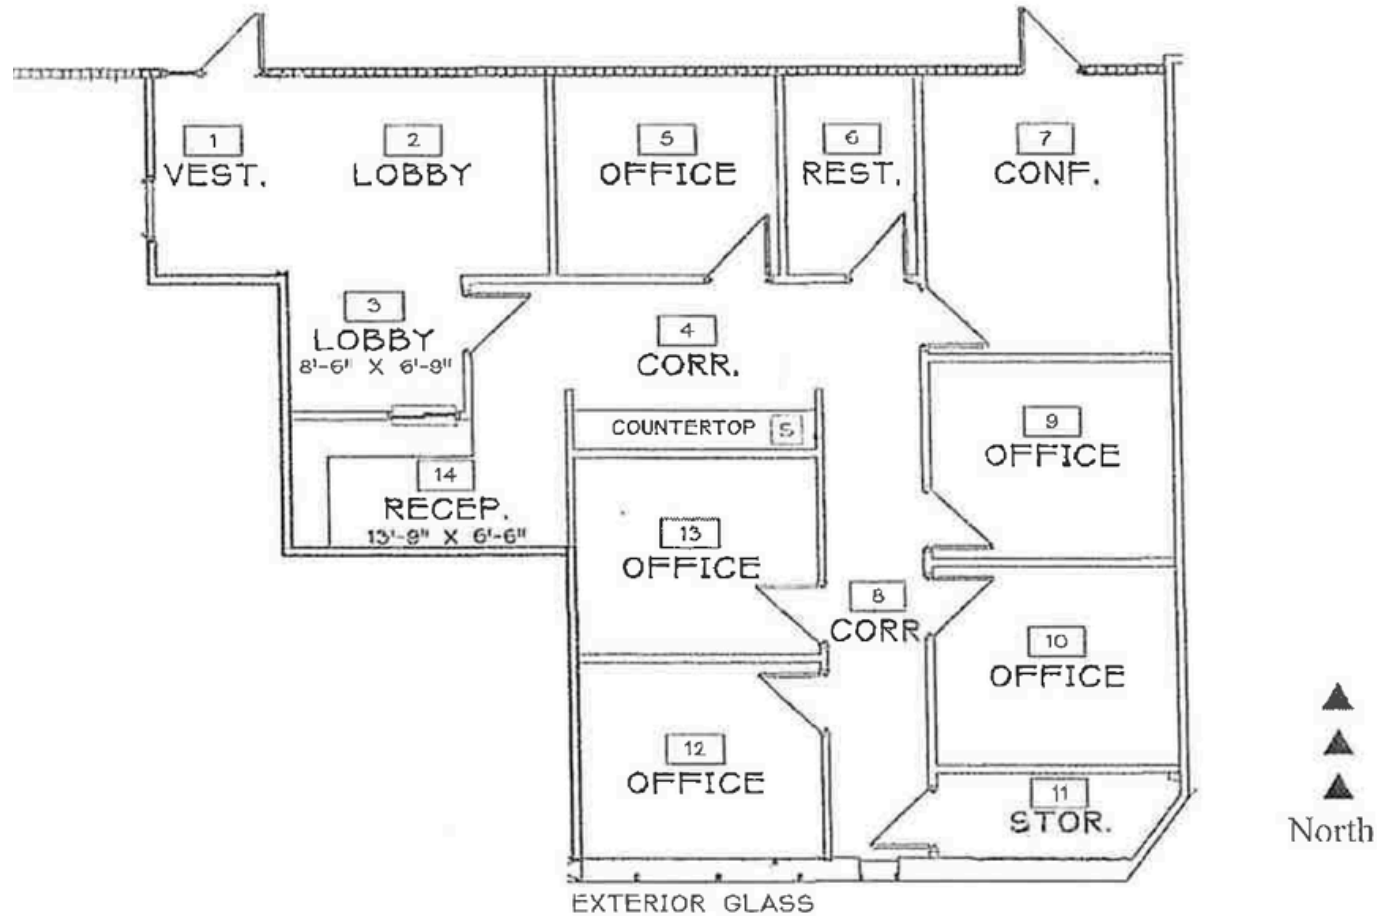 1
VEST.
2
LOBBY
5
OFFICE
6
REST.
7
CONF.
3
LOBBY
8'-6" X 6'-9"
4
CORR.
COUNTERTOP S
9
OFFICE
14
RECEP.
13'-9" X 6'-6"
13
OFFICE
8
CORR
10
OFFICE
12
OFFICE
11
STOR.
North
EXTERIOR GLASS